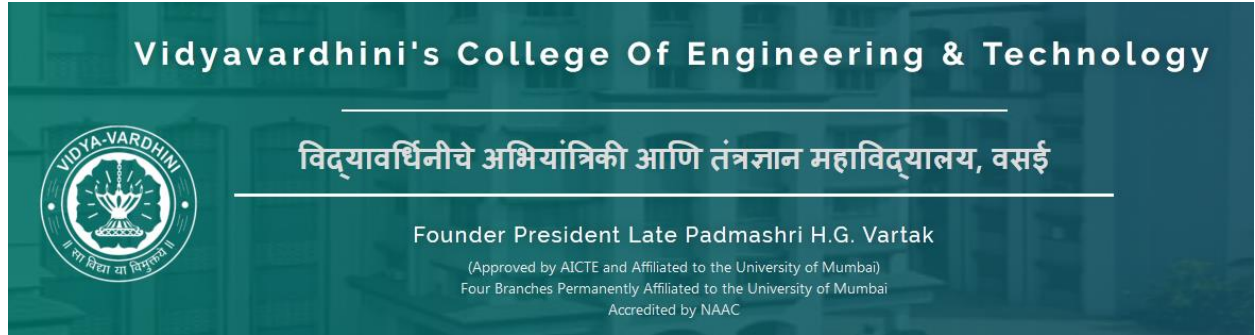 Vidyavardhini's College Of Engineering & Technology
विद्यावर्धिनीचे अभियांत्रिकी आणि तंत्रज्ञान महाविद्यालय, वसई
VIDYA-VARDHINI
॥ सा विद्या या विमुक्तये ॥
Founder President Late Padmashri H.G. Vartak
(Approved by AICTE and Affiliated to the University of Mumbai)
Four Branches Permanently Affiliated to the University of Mumbai
Accredited by NAAC